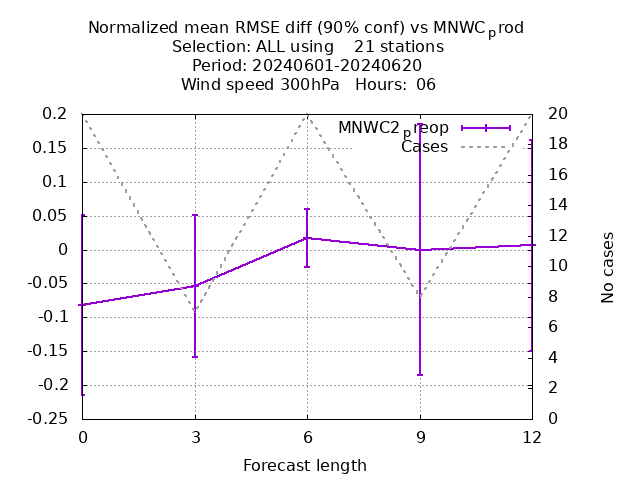 Normalized mean RMSE diff (90% conf) vs MNWCprod
Selection: ALL using 21 stations
Period: 20240601-20240620
Wind speed 300hPa Hours: 06
MNWC2preop
Cases
0.2
0.15
0.1
0.05
0
-0.05
-0.1
-0.15
-0.2
-0.25
20
18
16
14
12
10
8
6
4
2
0
No cases
0 3 6 9 12
Forecast length